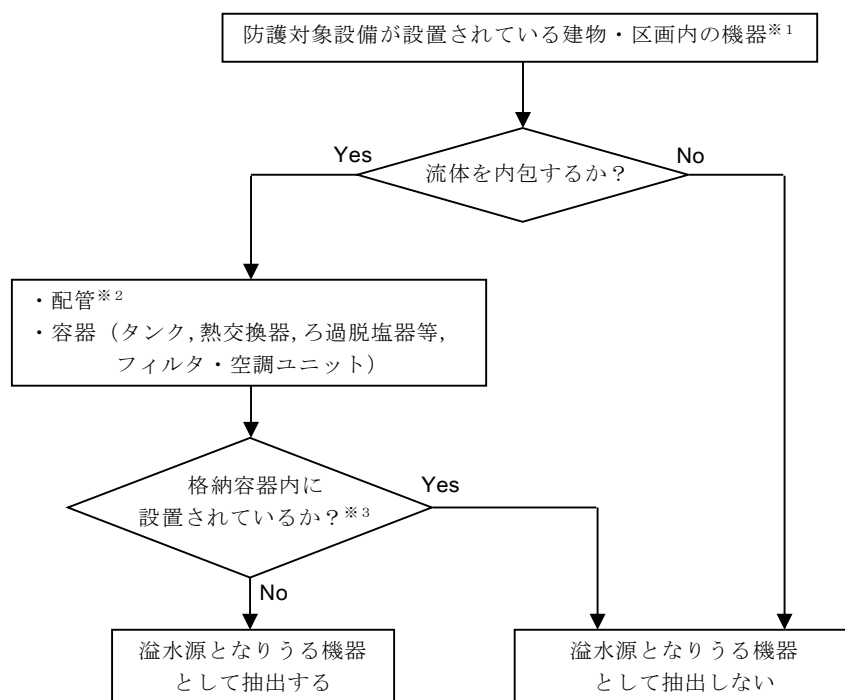 防護対象設備が設置されている建物・区画内の機器※1
Yes
No
流体を内包するか？
・配管※2
・容器（タンク,熱交換器,ろ過脱塩器等,
フィルタ・空調ユニット）
格納容器内に
設置されているか？※3
Yes
No
溢水源となりうる機器
として抽出する
溢水源となりうる機器
として抽出しない